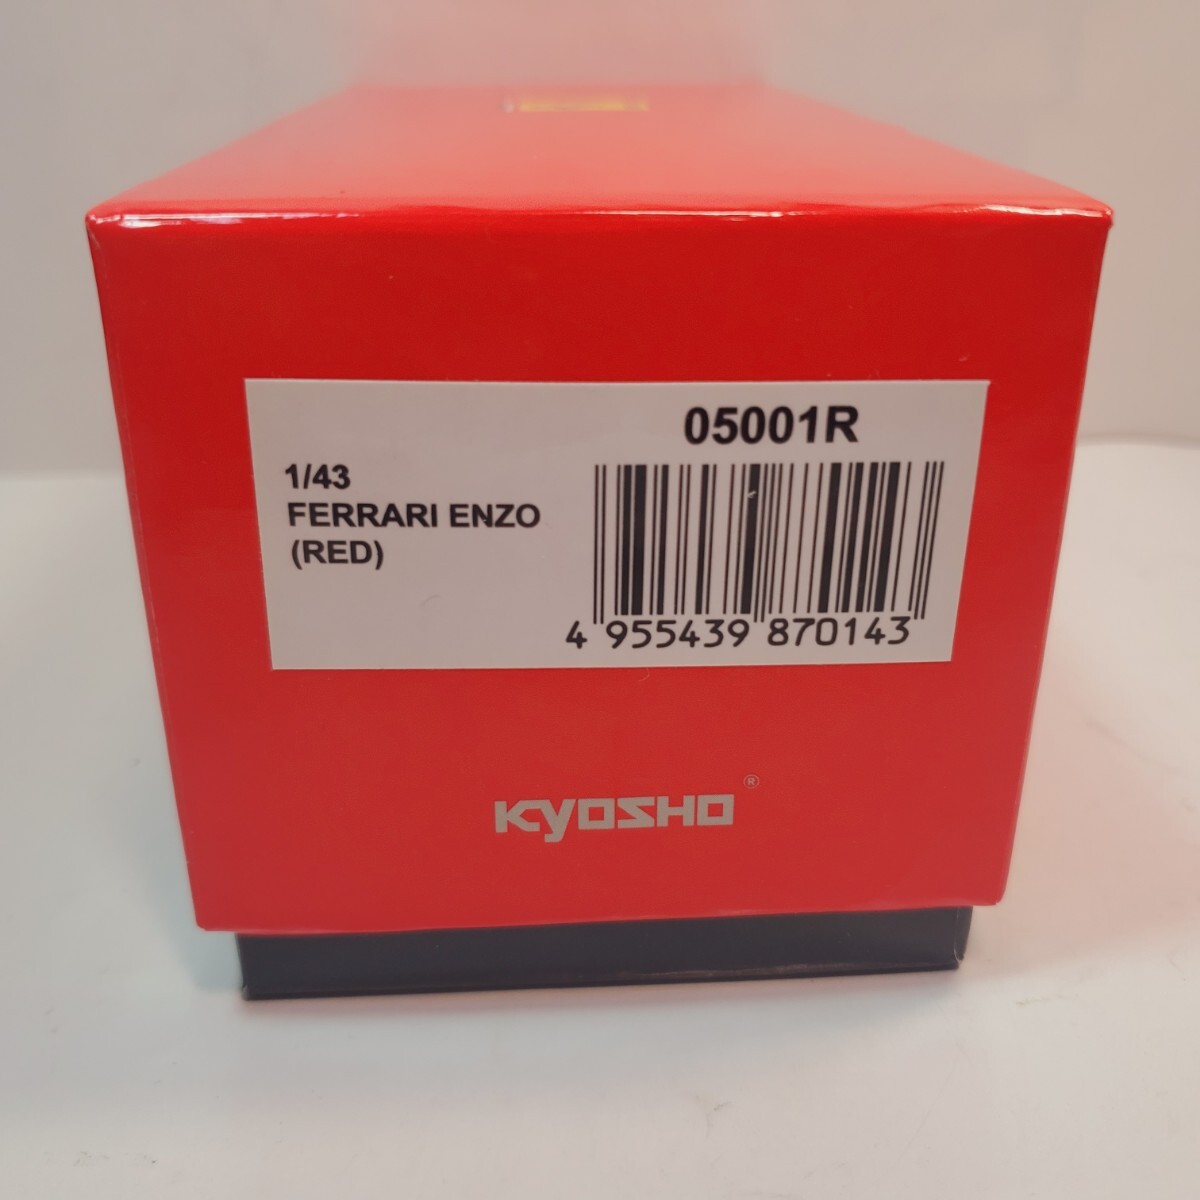 05001R
1/43
FERRARI ENZO
(RED)
4 955439 870143
KYOSHO ®